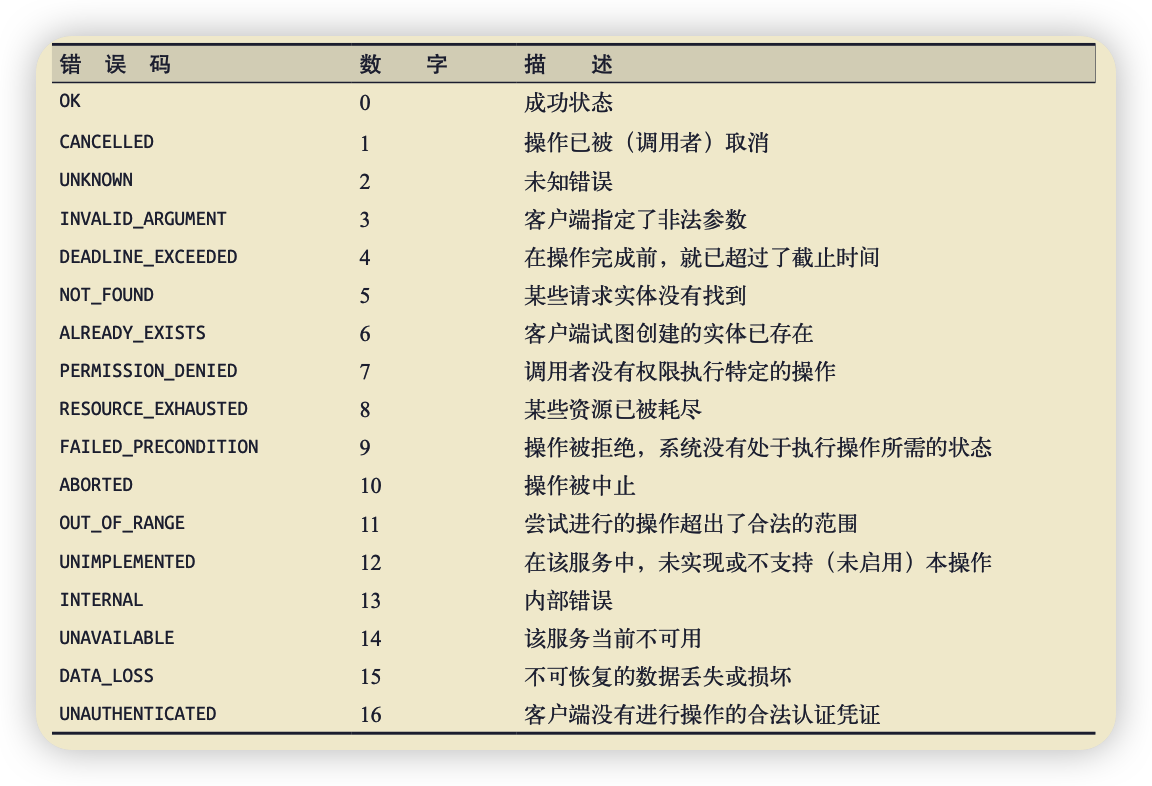 错 误 码 数 字 描 述
OK 0 成功状态
CANCELLED 1 操作已被（调用者）取消
UNKNOWN 2 未知错误
INVALID_ARGUMENT 3 客户端指定了非法参数
DEADLINE_EXCEEDED 4 在操作完成前，就已超过了截止时间
NOT_FOUND 5 某些请求实体没有找到
ALREADY_EXISTS 6 客户端试图创建的实体已存在
PERMISSION_DENIED 7 调用者没有权限执行特定的操作
RESOURCE_EXHAUSTED 8 某些资源已被耗尽
FAILED_PRECONDITION 9 操作被拒绝，系统没有处于执行操作所需的状态
ABORTED 10 操作被中止
OUT_OF_RANGE 11 尝试进行的操作超出了合法的范围
UNIMPLEMENTED 12 在该服务中，未实现或不支持（未启用）本操作
INTERNAL 13 内部错误
UNAVAILABLE 14 该服务当前不可用
DATA_LOSS 15 不可恢复的数据丢失或损坏
UNAUTHENTICATED 16 客户端没有进行操作的合法认证凭证